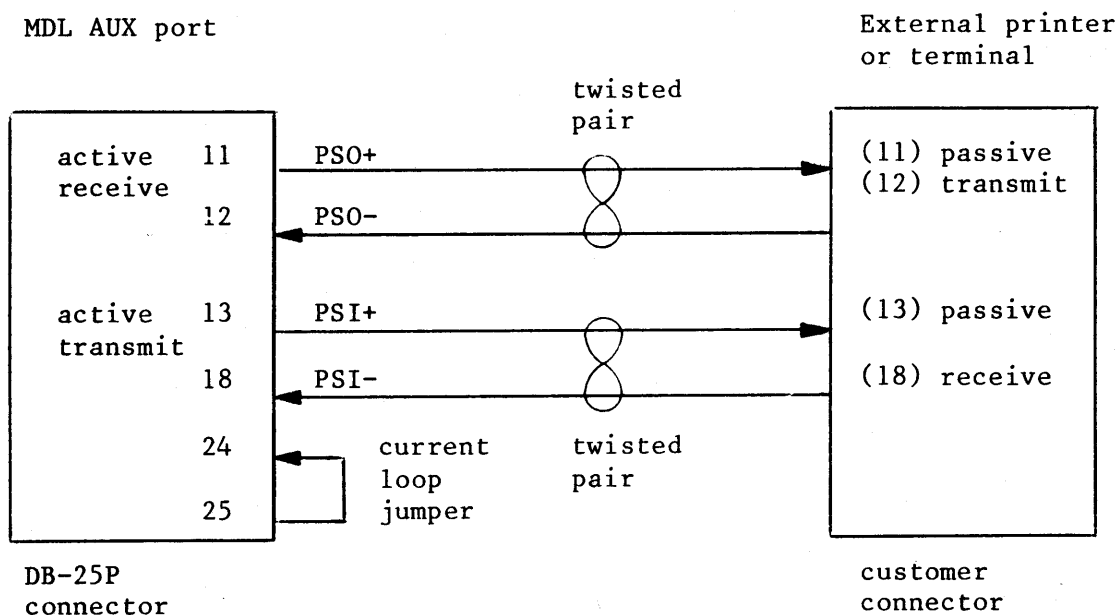 MDL AUX port
External printer
or terminal
twisted
pair
active 11 PSO+
receive
(11) passive
(12) transmit
12 PSO-
active 13 PSI+
transmit
(13) passive
18 PSI-
(18) receive
24
25
current
loop
jumper
twisted
pair
DB-25P
connector
customer
connector